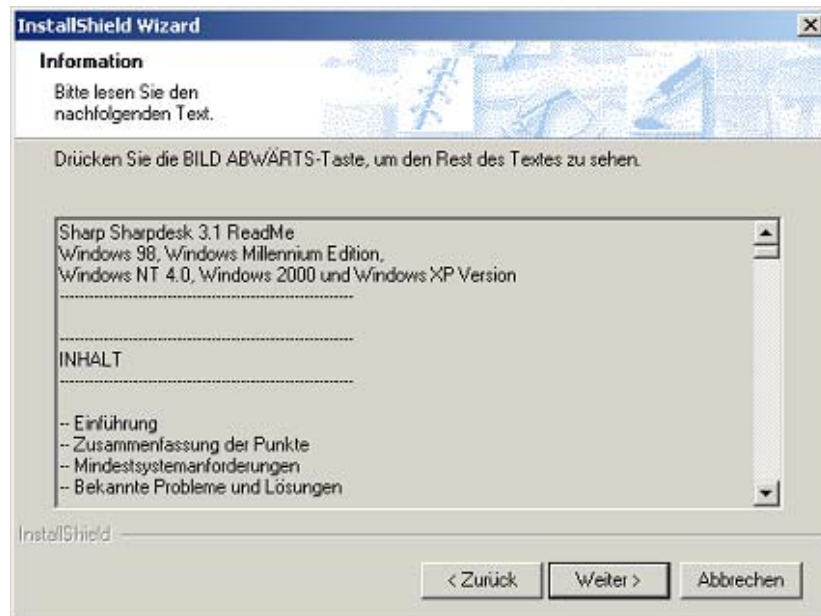 InstallShield Wizard
Information
Bitte lesen Sie den
nachfolgenden Text.
Drücken Sie die BILD ABWÄRTS-Taste, um den Rest des Textes zu sehen.
Sharp Sharpdesk 3.1 ReadMe
Windows 98, Windows Millennium Edition,
Windows NT 4.0, Windows 2000 und Windows XP Version
-----------------------------------------------------------
-----------------------------------------------------------
INHALT
-----------------------------------------------------------
-- Einführung
-- Zusammenfassung der Punkte
-- Mindestsystemanforderungen
-- Bekannte Probleme und Lösungen
InstallShield
< Zurück Weiter > Abbrechen